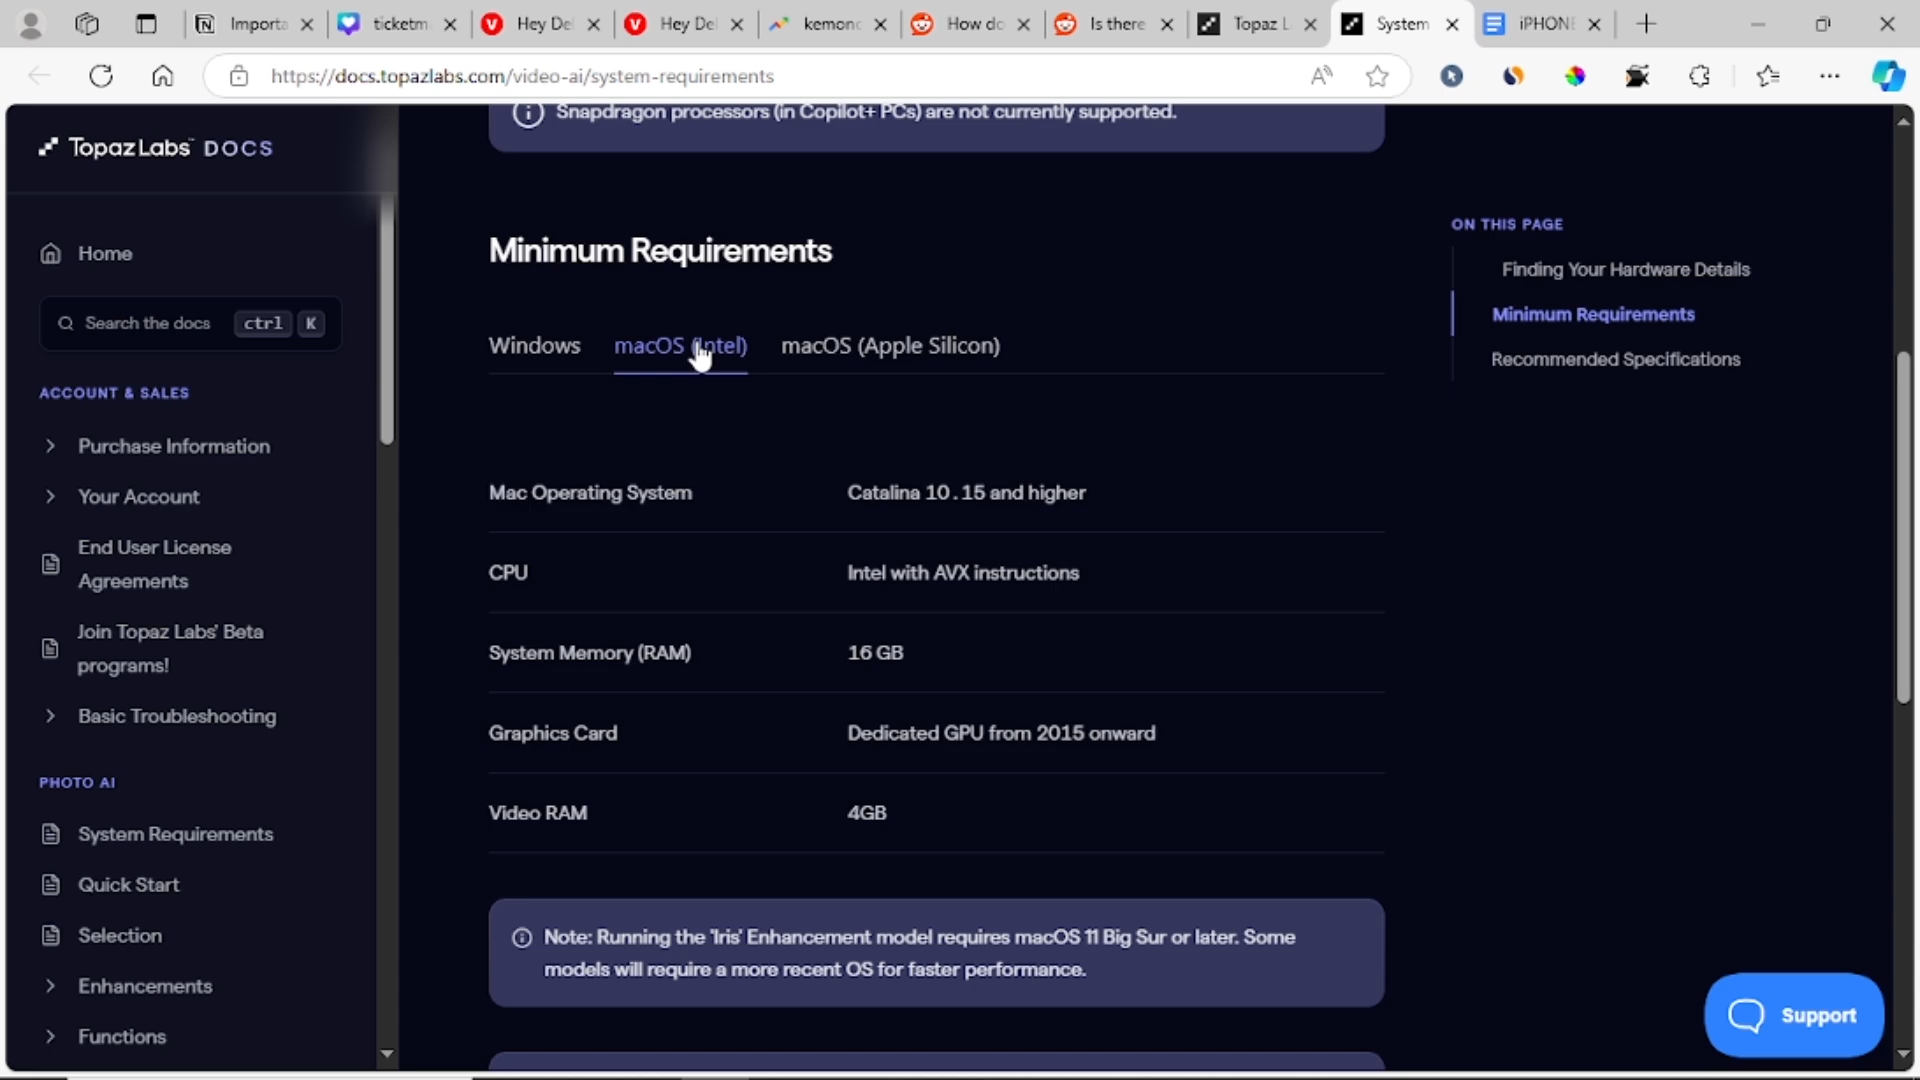 Importa
ticketm
Hey De
Hey De
kemono
How do
Is there
Topaz L
System
iPHONE
https://docs.topazlabs.com/video-ai/system-requirements
TopazLabs™ DOCS
Home
Search the docs ctrl K
ACCOUNT & SALES
Purchase Information
Your Account
End User License
Agreements
Join Topaz Labs' Beta
programs!
Basic Troubleshooting
PHOTO AI
System Requirements
Quick Start
Selection
Enhancements
Functions
Snapdragon processors (in Copilot+ PCs) are not currently supported.
Minimum Requirements
Windows macOS (Intel) macOS (Apple Silicon)
Mac Operating System Catalina 10.15 and higher
CPU Intel with AVX instructions
System Memory (RAM) 16 GB
Graphics Card Dedicated GPU from 2015 onward
Video RAM 4GB
Note: Running the 'Iris' Enhancement model requires macOS 11 Big Sur or later. Some
models will require a more recent OS for faster performance.
ON THIS PAGE
Finding Your Hardware Details
Minimum Requirements
Recommended Specifications
Support